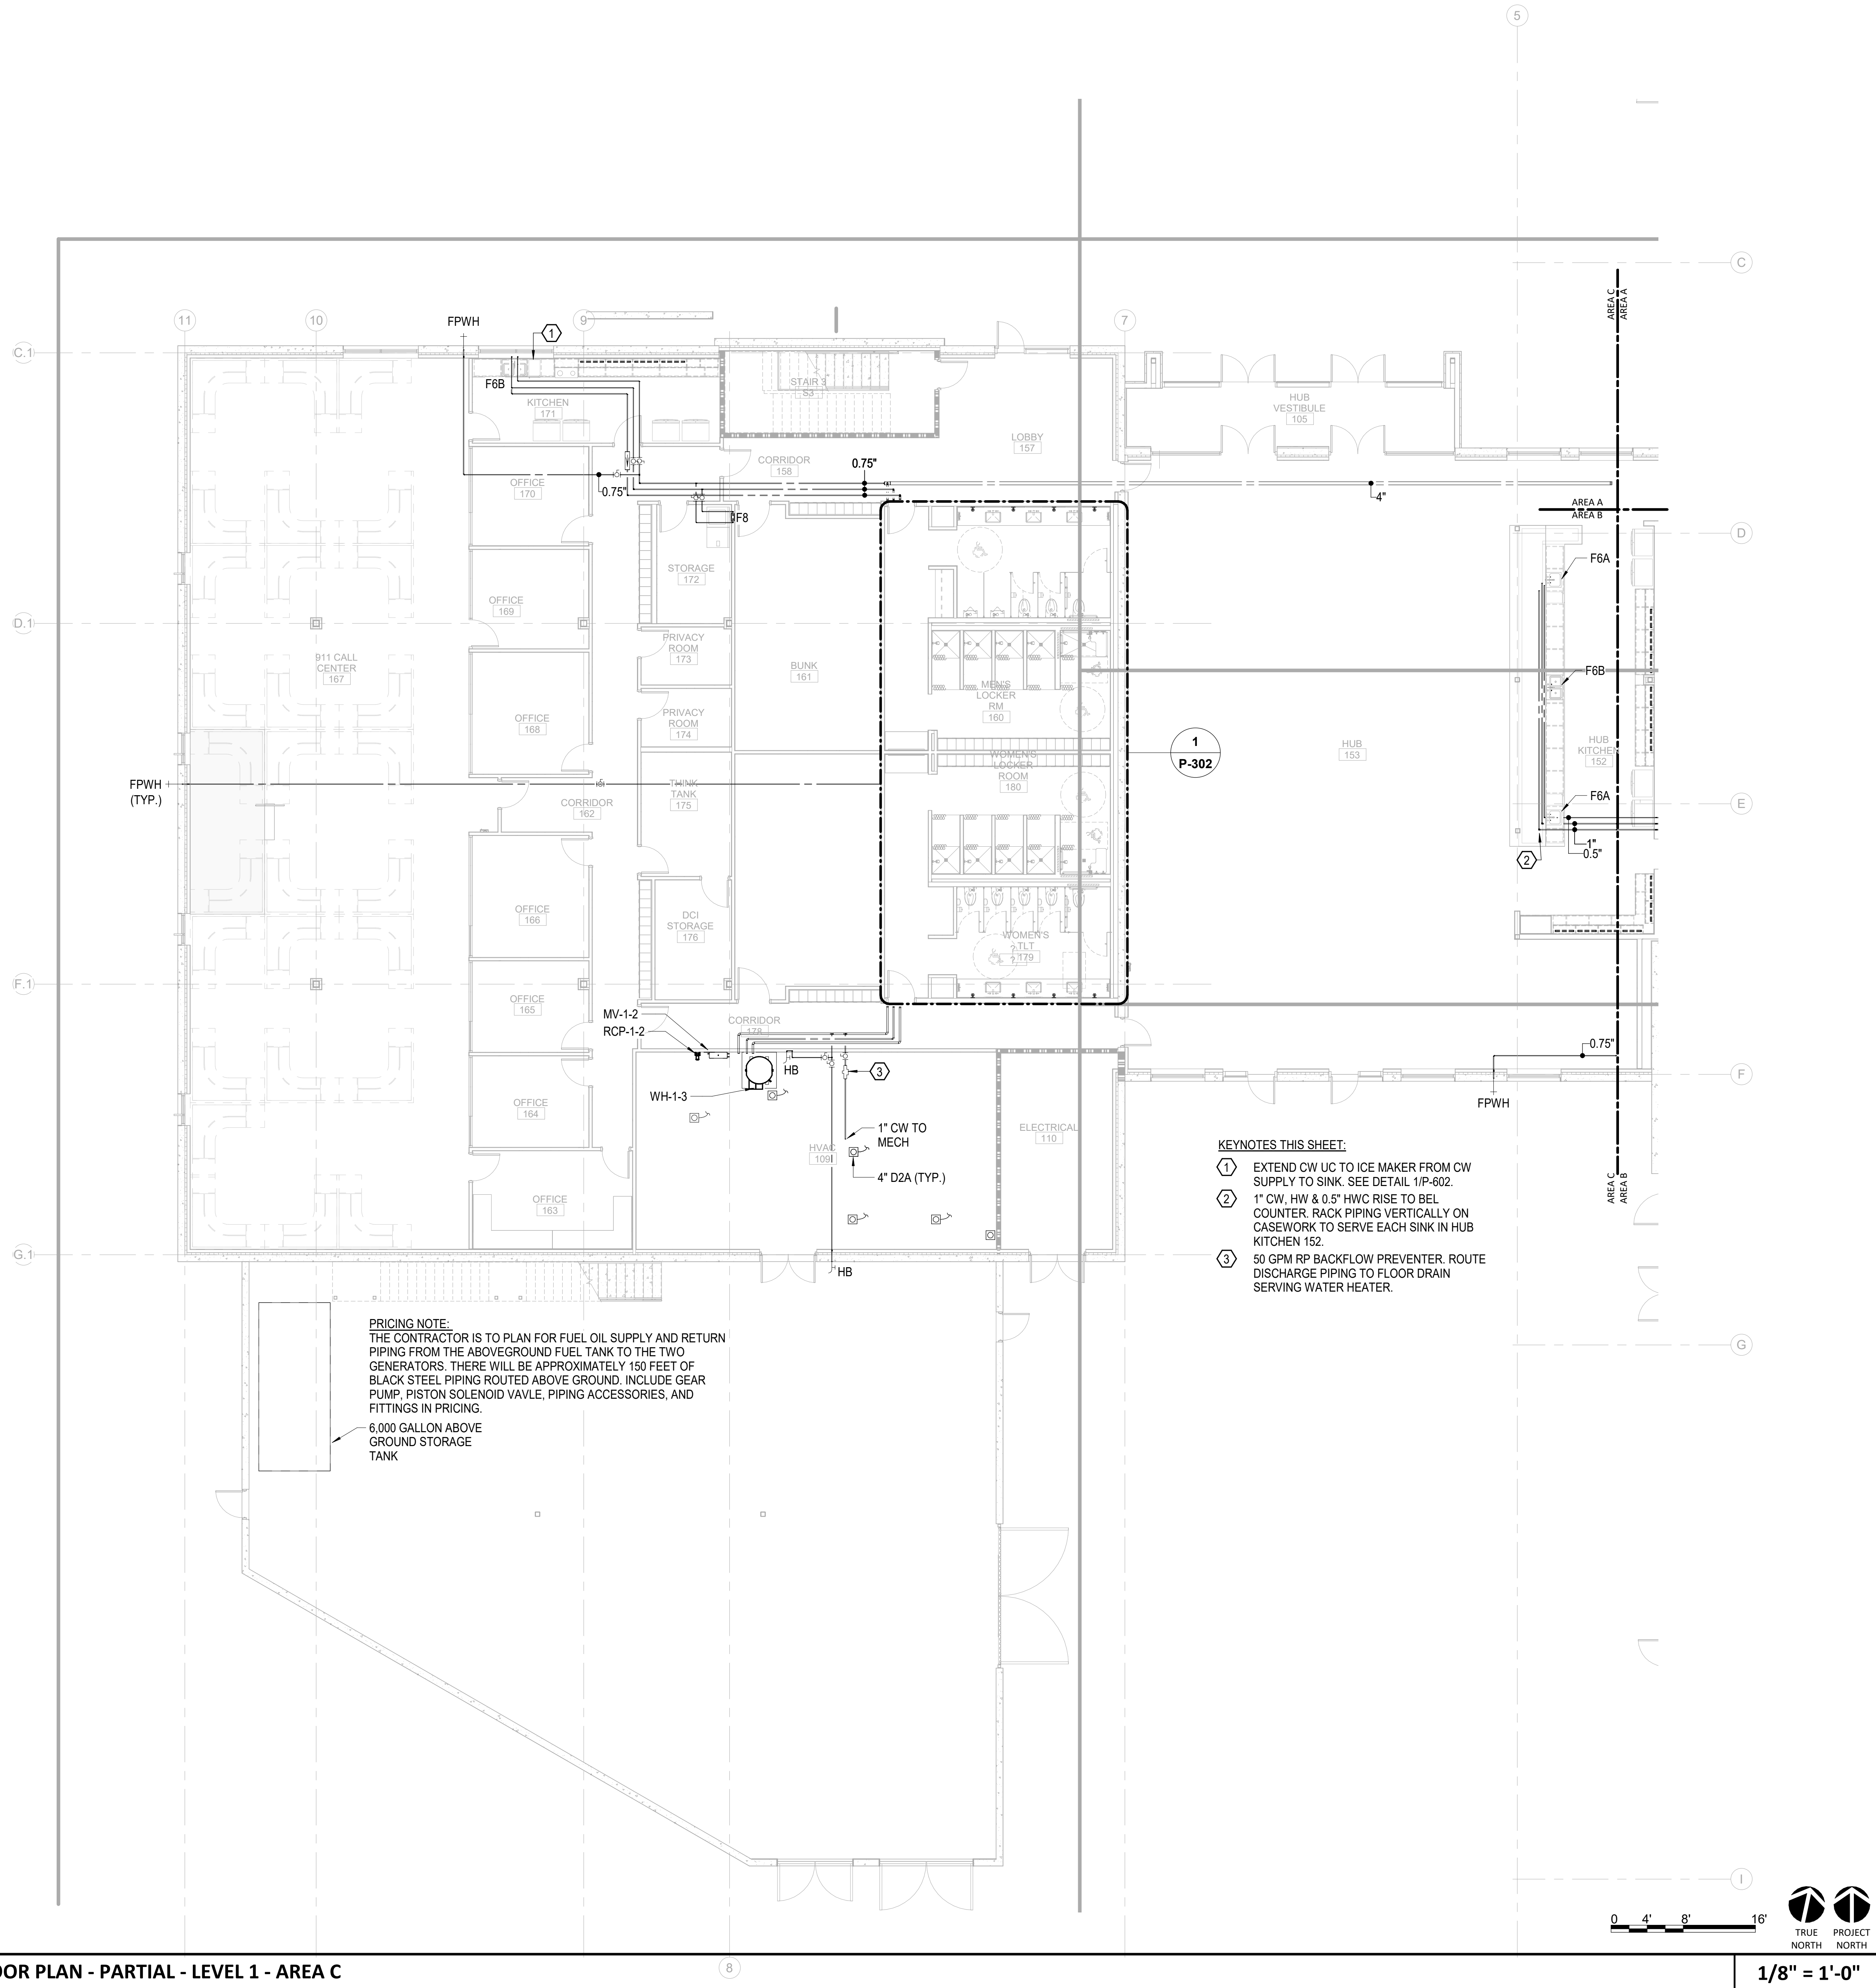 5
C
AREA C
AREA A
11
10
FPWH
9
1
7
C.1
F6B
KITCHEN
171
STAIR 3
S3
HUB
VESTIBULE
105
LOBBY
157
CORRIDOR
158
0.75"
OFFICE
170
0.75"
4"
AREA A
AREA B
F8
D
F6A
STORAGE
172
OFFICE
169
D.1
PRIVACY
ROOM
173
911 CALL
CENTER
167
BUNK
161
F6B
MEN'S
LOCKER
RM
160
PRIVACY
ROOM
174
OFFICE
168
1
P-302
HUB
153
HUB
KITCHEN
152
WOMEN'S
LOCKER
ROOM
180
FPWH
(TYP.)
THINK
TANK
175
CORRIDOR
162
F6A
E
1"
0.5"
2
OFFICE
166
DCI
STORAGE
176
WOMEN'S
TLT
179
?
?
F.1
OFFICE
165
MV-1-2
RCP-1-2
CORRIDOR
178
0.75"
HB
3
F
WH-1-3
OFFICE
164
FPWH
1" CW TO
MECH
ELECTRICAL
110
HVAC
109
4" D2A (TYP.)
OFFICE
163
AREA C
AREA B
KEYNOTES THIS SHEET:
1 EXTEND CW UC TO ICE MAKER FROM CW
SUPPLY TO SINK. SEE DETAIL 1/P-602.
2 1" CW, HW & 0.5" HWC RISE TO BEL
COUNTER. RACK PIPING VERTICALLY ON
CASEWORK TO SERVE EACH SINK IN HUB
KITCHEN 152.
3 50 GPM RP BACKFLOW PREVENTER. ROUTE
DISCHARGE PIPING TO FLOOR DRAIN
SERVING WATER HEATER.
G.1
HB
PRICING NOTE:
THE CONTRACTOR IS TO PLAN FOR FUEL OIL SUPPLY AND RETURN
PIPING FROM THE ABOVEGROUND FUEL TANK TO THE TWO
GENERATORS. THERE WILL BE APPROXIMATELY 150 FEET OF
BLACK STEEL PIPING ROUTED ABOVE GROUND. INCLUDE GEAR
PUMP, PISTON SOLENOID VAVLE, PIPING ACCESSORIES, AND
FITTINGS IN PRICING.
6,000 GALLON ABOVE
GROUND STORAGE
TANK
G
I
0 4' 8' 16'
TRUE
NORTH
PROJECT
NORTH
8
OOR PLAN - PARTIAL - LEVEL 1 - AREA C
1/8" = 1'-0"